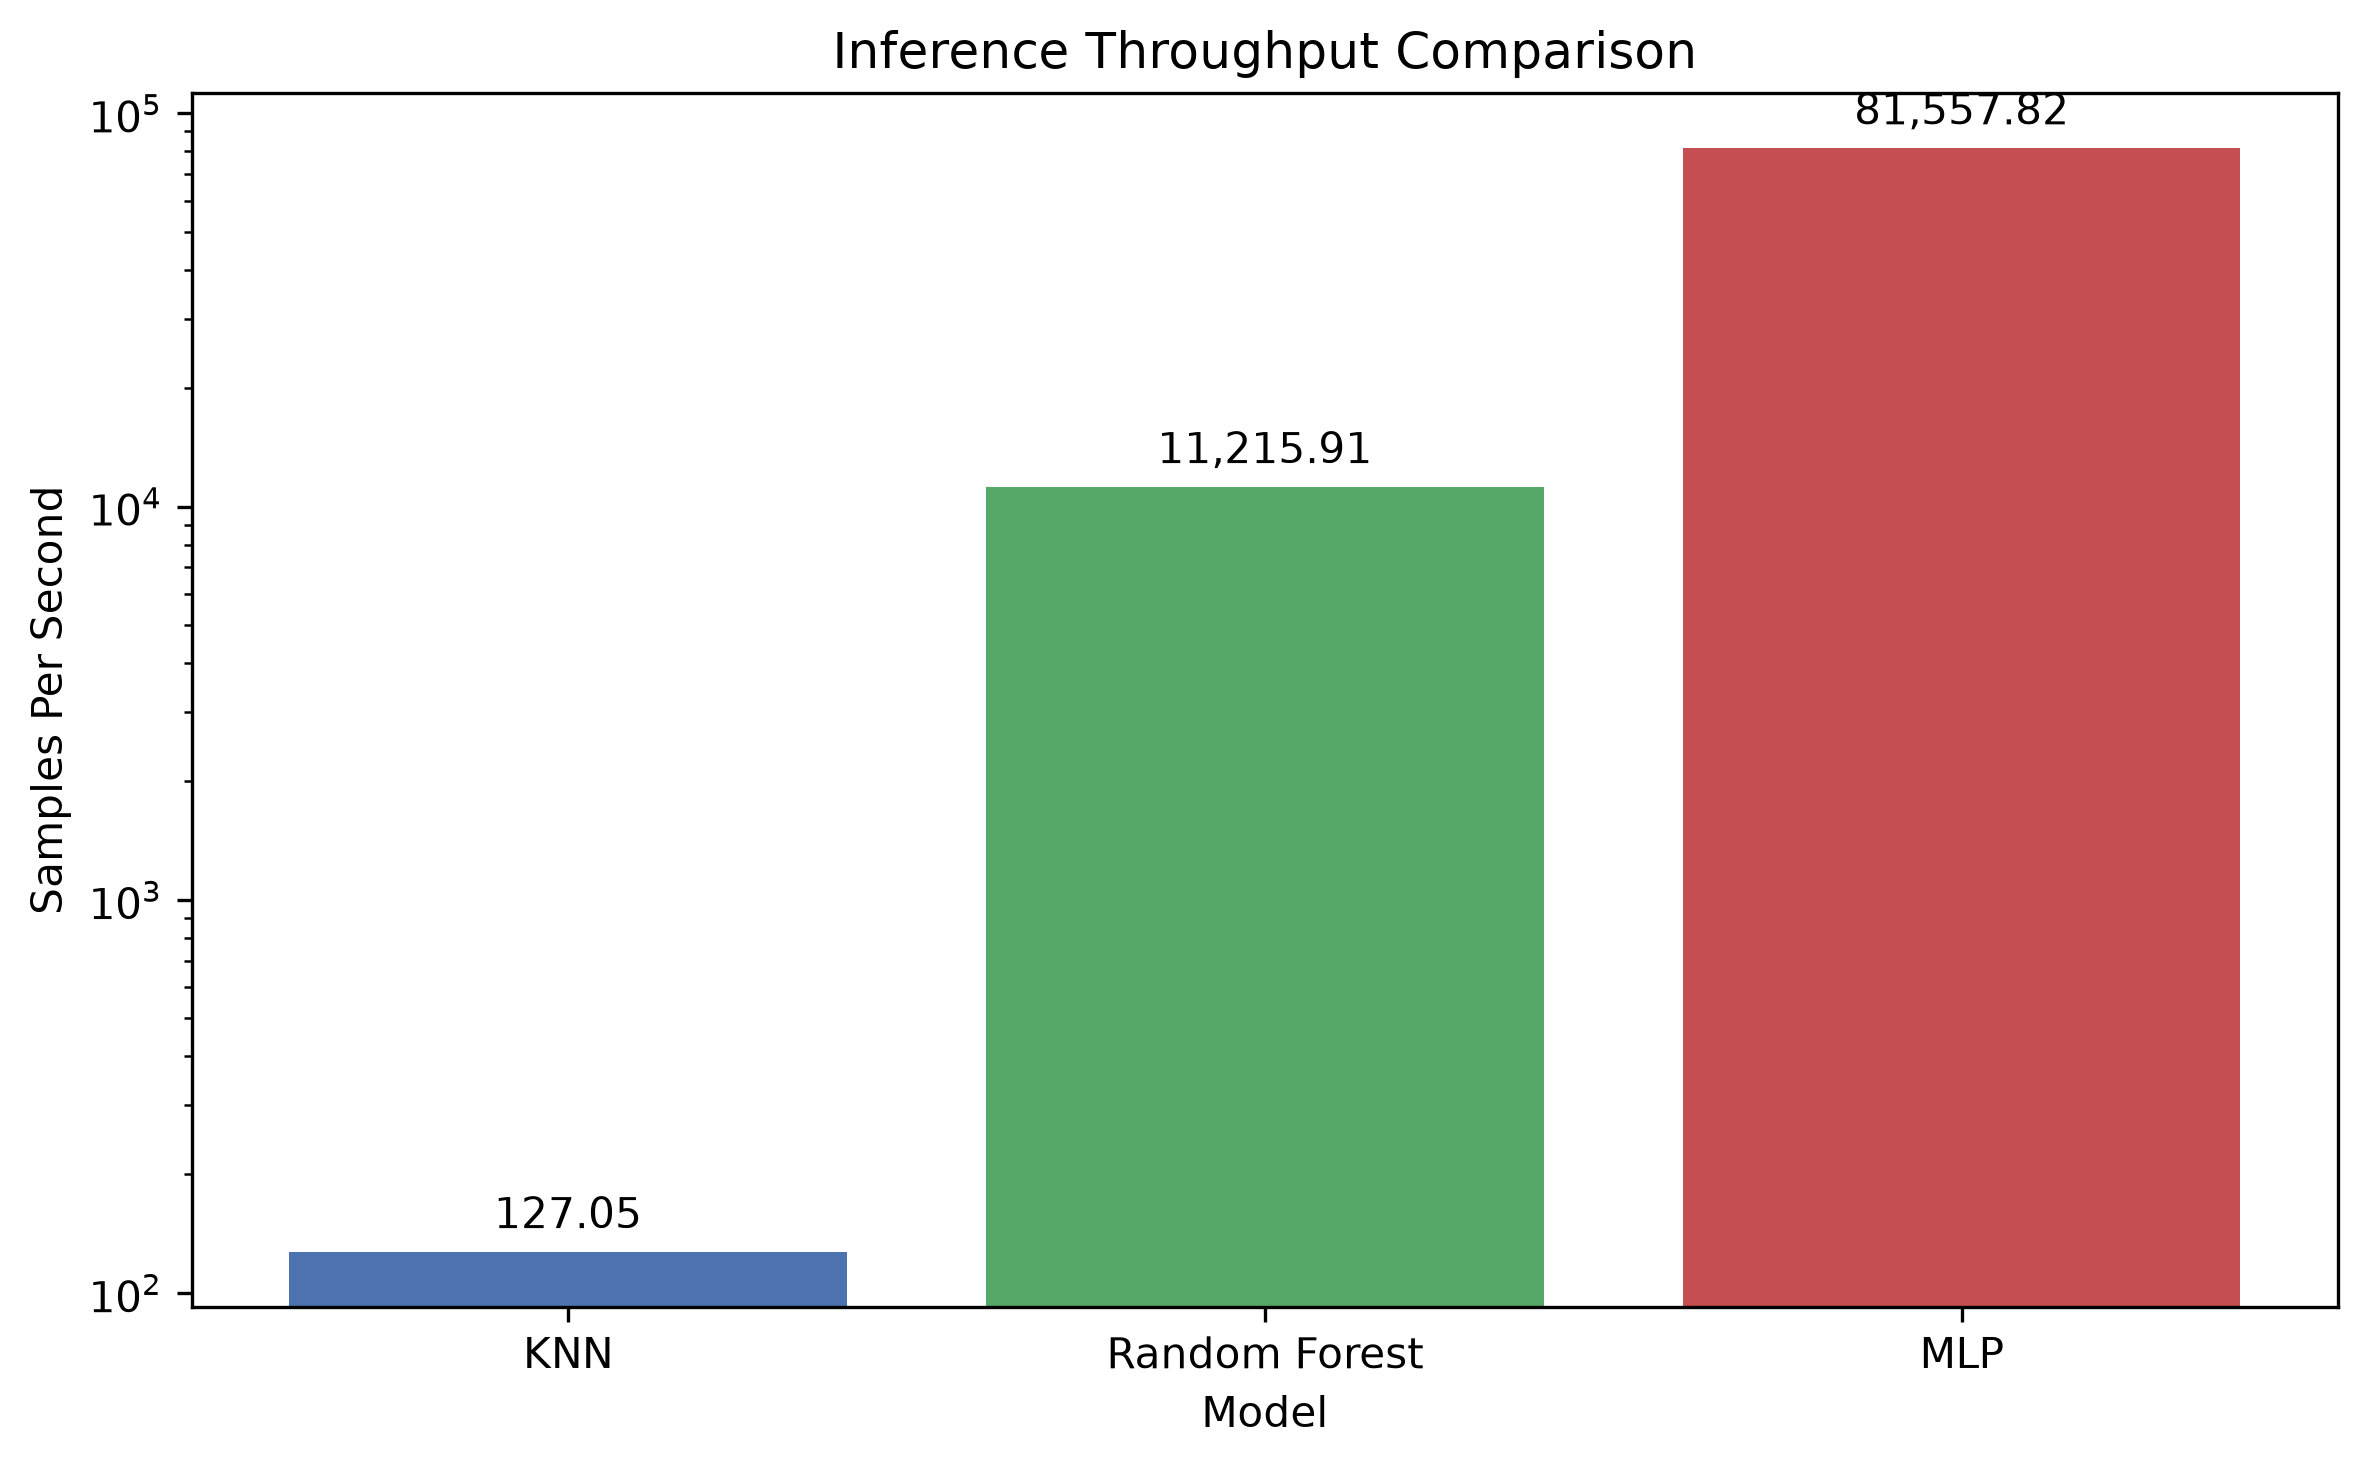 Inference Throughput Comparison
Samples Per Second
10⁵
10⁴
10³
10²
127.05
11,215.91
81,557.82
KNN
Random Forest
MLP
Model